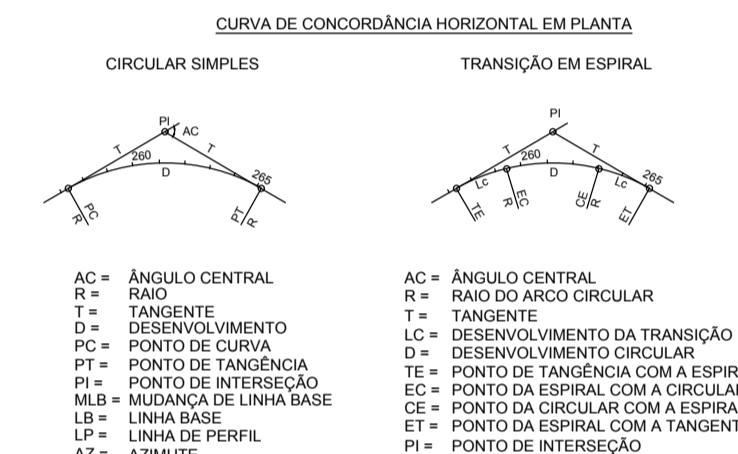 CURVA DE CONCORDÂNCIA HORIZONTAL EM PLANTA
CIRCULAR SIMPLES
PI
AC
T
T
260
D
265
R
PC
PT
R
AC = ÂNGULO CENTRAL
R = RAIO
T = TANGENTE
D = DESENVOLVIMENTO
PC = PONTO DE CURVA
PT = PONTO DE TANGÊNCIA
PI = PONTO DE INTERSEÇÃO
MLB = MUDANÇA DE LINHA BASE
LB = LINHA BASE
LP = LINHA DE PERFIL
AZ = AZIMUTE
TRANSIÇÃO EM ESPIRAL
PI
T
T
260
D
Lc
Lc
265
TE
R
EC
CE
R
ET
AC = ÂNGULO CENTRAL
R = RAIO DO ARCO CIRCULAR
T = TANGENTE
LC = DESENVOLVIMENTO DA TRANSIÇÃO
D = DESENVOLVIMENTO CIRCULAR
TE = PONTO DE TANGÊNCIA COM A ESPIR
EC = PONTO DA ESPIRAL COM A CIRCULA
CE = PONTO DA CIRCULAR COM A ESPIRA
ET = PONTO DA ESPIRAL COM A TANGENT
PI = PONTO DE INTERSEÇÃO